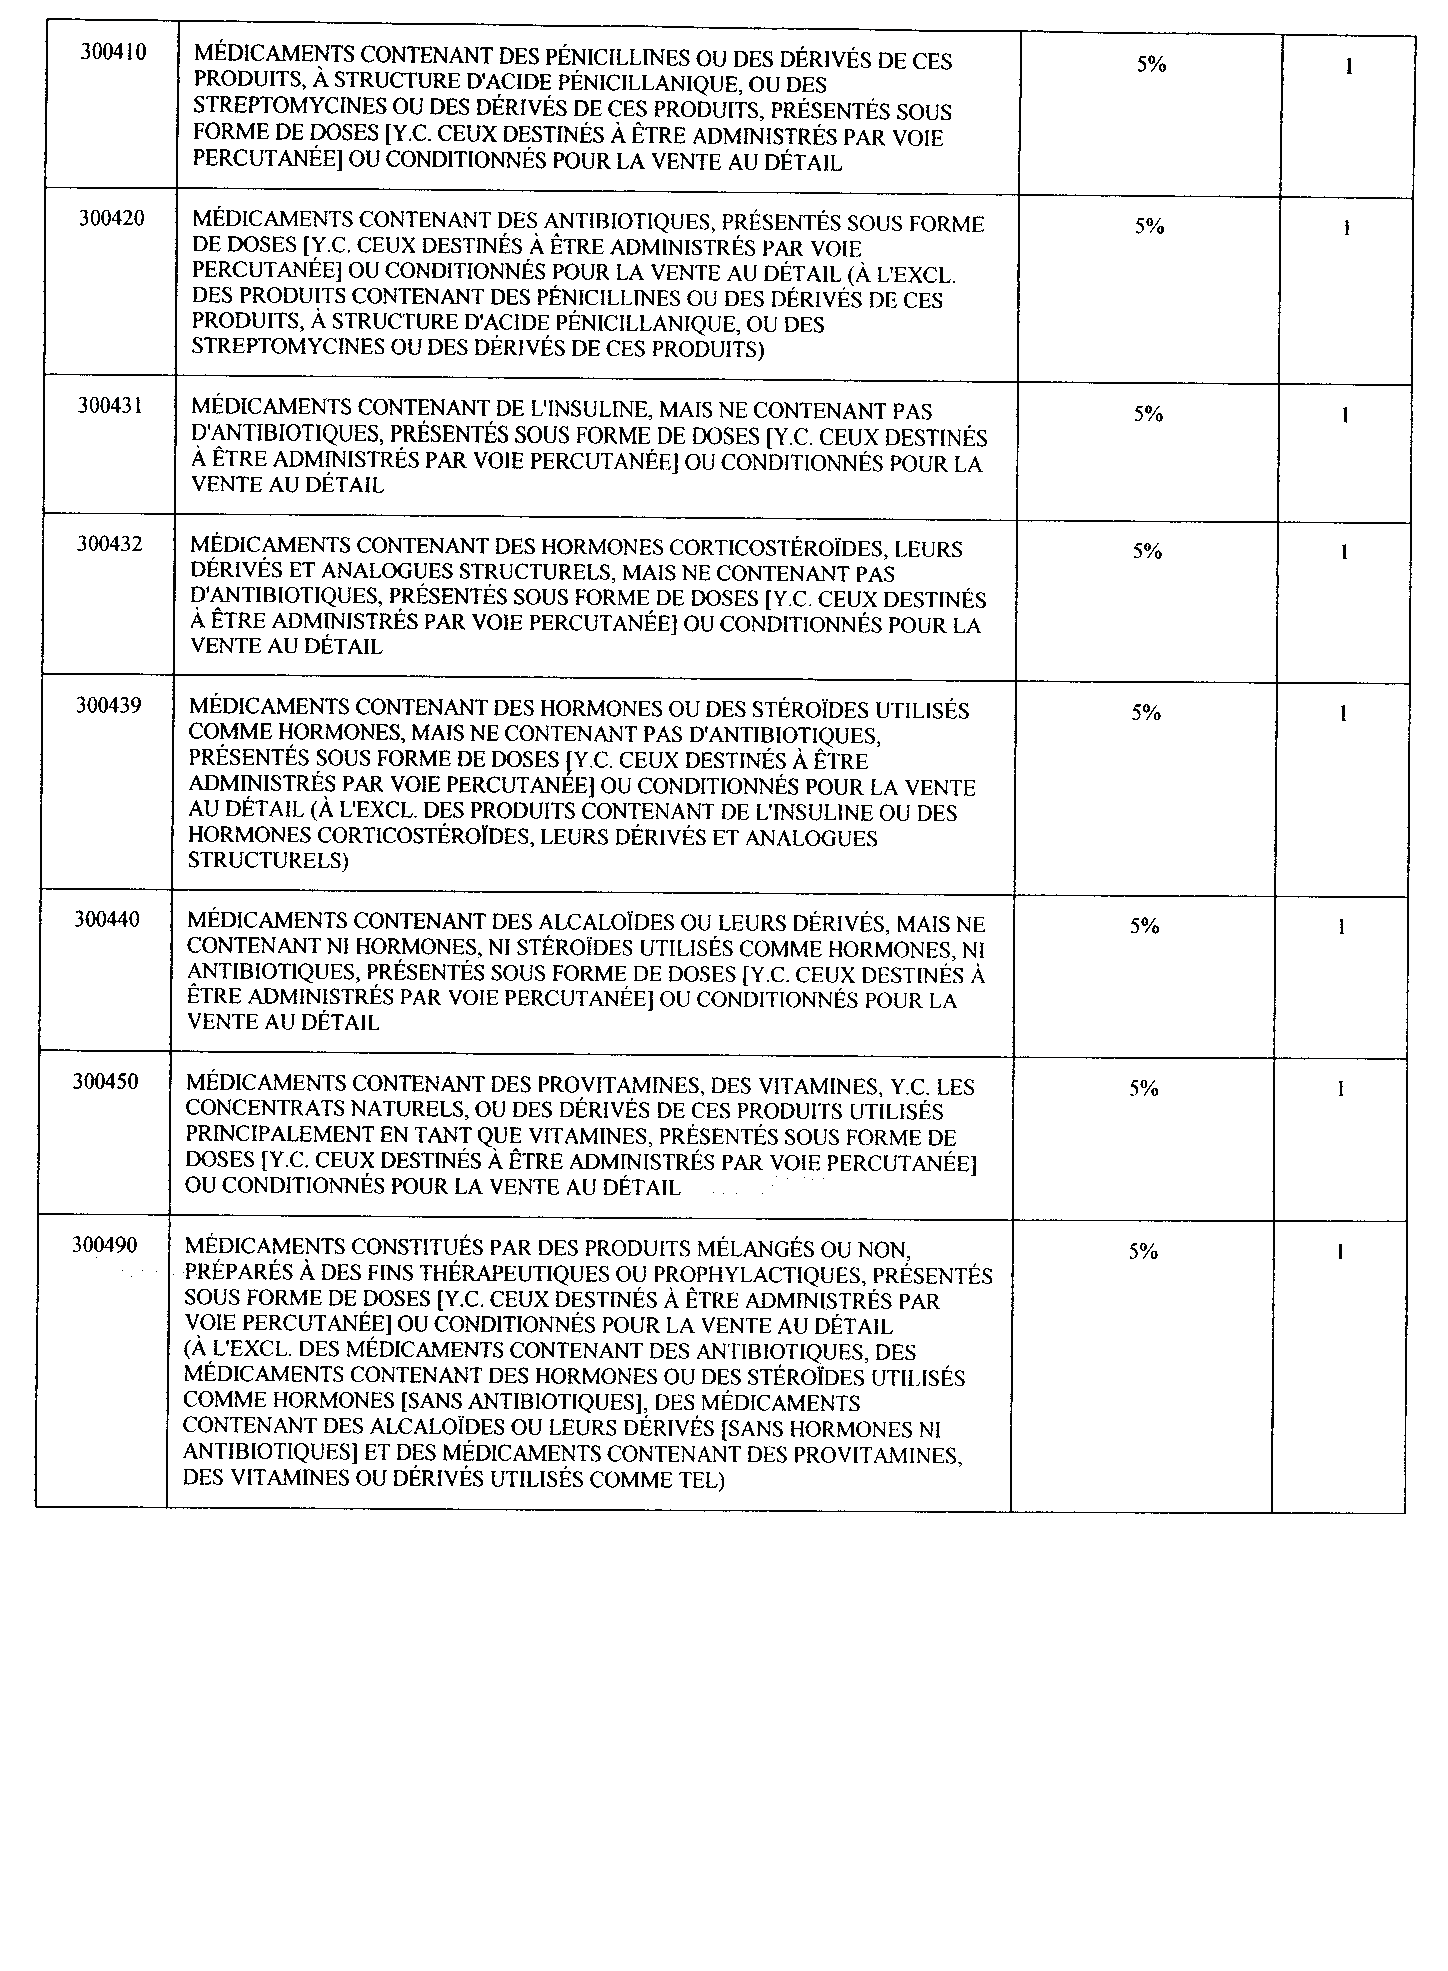 300410 MÉDICAMENTS CONTENANT DES PÉNICILLINES OU DES DÉRIVÉS DE CES 5% 1
PRODUITS, À STRUCTURE D'ACIDE PÉNICILLANIQUE, OU DES
STREPTOMYCINES OU DES DÉRIVÉS DE CES PRODUITS, PRÉSENTÉS SOUS
FORME DE DOSES [Y.C. CEUX DESTINÉS À ÊTRE ADMINISTRÉS PAR VOIE
PERCUTANÉE] OU CONDITIONNÉS POUR LA VENTE AU DÉTAIL
300420 MÉDICAMENTS CONTENANT DES ANTIBIOTIQUES, PRÉSENTÉS SOUS FORME 5% 1
DE DOSES [Y.C. CEUX DESTINÉS À ÊTRE ADMINISTRÉS PAR VOIE
PERCUTANÉE] OU CONDITIONNÉS POUR LA VENTE AU DÉTAIL (À L'EXCL.
DES PRODUITS CONTENANT DES PÉNICILLINES OU DES DÉRIVÉS DE CES
PRODUITS, À STRUCTURE D'ACIDE PÉNICILLANIQUE, OU DES
STREPTOMYCINES OU DES DÉRIVÉS DE CES PRODUITS)
300431 MÉDICAMENTS CONTENANT DE L'INSULINE, MAIS NE CONTENANT PAS 5% 1
D'ANTIBIOTIQUES, PRÉSENTÉS SOUS FORME DE DOSES [Y.C. CEUX DESTINÉS
À ÊTRE ADMINISTRÉS PAR VOIE PERCUTANÉE] OU CONDITIONNÉS POUR LA
VENTE AU DÉTAIL
300432 MÉDICAMENTS CONTENANT DES HORMONES CORTICOSTÉROÏDES, LEURS 5% 1
DÉRIVÉS ET ANALOGUES STRUCTURELS, MAIS NE CONTENANT PAS
D'ANTIBIOTIQUES, PRÉSENTÉS SOUS FORME DE DOSES [Y.C. CEUX DESTINÉS
À ÊTRE ADMINISTRÉS PAR VOIE PERCUTANÉE] OU CONDITIONNÉS POUR LA
VENTE AU DÉTAIL
300439 MÉDICAMENTS CONTENANT DES HORMONES OU DES STÉROÏDES UTILISÉS 5% 1
COMME HORMONES, MAIS NE CONTENANT PAS D'ANTIBIOTIQUES,
PRÉSENTÉS SOUS FORME DE DOSES [Y.C. CEUX DESTINÉS À ÊTRE
ADMINISTRÉS PAR VOIE PERCUTANÉE] OU CONDITIONNÉS POUR LA VENTE
AU DÉTAIL (À L'EXCL. DES PRODUITS CONTENANT DE L'INSULINE OU DES
HORMONES CORTICOSTÉROÏDES, LEURS DÉRIVÉS ET ANALOGUES
STRUCTURELS)
300440 MÉDICAMENTS CONTENANT DES ALCALOÏDES OU LEURS DÉRIVÉS, MAIS NE 5% 1
CONTENANT NI HORMONES, NI STÉROÏDES UTILISÉS COMME HORMONES, NI
ANTIBIOTIQUES, PRÉSENTÉS SOUS FORME DE DOSES [Y.C. CEUX DESTINÉS À
ÊTRE ADMINISTRÉS PAR VOIE PERCUTANÉE] OU CONDITIONNÉS POUR LA
VENTE AU DÉTAIL
300450 MÉDICAMENTS CONTENANT DES PROVITAMINES, DES VITAMINES, Y.C. LES 5% 1
CONCENTRATS NATURELS, OU DES DÉRIVÉS DE CES PRODUITS UTILISÉS
PRINCIPALEMENT EN TANT QUE VITAMINES, PRÉSENTÉS SOUS FORME DE
DOSES [Y.C. CEUX DESTINÉS À ÊTRE ADMINISTRÉS PAR VOIE PERCUTANÉE]
OU CONDITIONNÉS POUR LA VENTE AU DÉTAIL
300490 MÉDICAMENTS CONSTITUÉS PAR DES PRODUITS MÉLANGÉS OU NON, 5% 1
PRÉPARÉS À DES FINS THÉRAPEUTIQUES OU PROPHYLACTIQUES, PRÉSENTÉS
SOUS FORME DE DOSES [Y.C. CEUX DESTINÉS À ÊTRE ADMINISTRÉS PAR
VOIE PERCUTANÉE] OU CONDITIONNÉS POUR LA VENTE AU DÉTAIL
(À L'EXCL. DES MÉDICAMENTS CONTENANT DES ANTIBIOTIQUES, DES
MÉDICAMENTS CONTENANT DES HORMONES OU DES STÉROÏDES UTILISÉS
COMME HORMONES [SANS ANTIBIOTIQUES], DES MÉDICAMENTS
CONTENANT DES ALCALOÏDES OU LEURS DÉRIVÉS [SANS HORMONES NI
ANTIBIOTIQUES] ET DES MÉDICAMENTS CONTENANT DES PROVITAMINES,
DES VITAMINES OU DÉRIVÉS UTILISÉS COMME TEL)